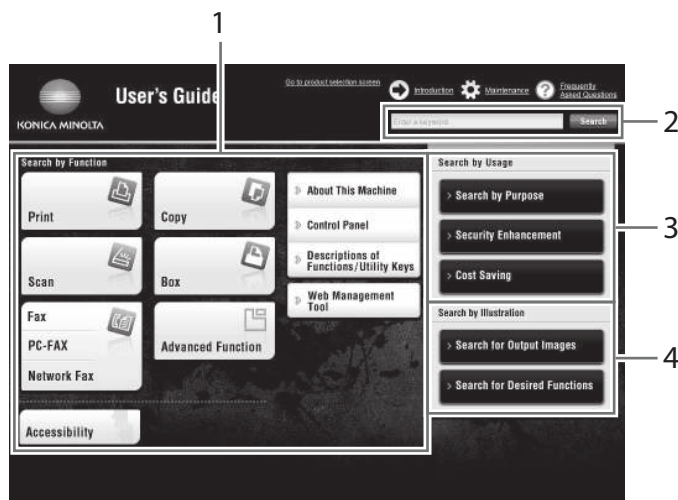 1
Go to product selection screen
User's Guide
Introduction
Maintenance
Frequently
Asked Questions
KONICA MINOLTA
Enter a keyword
Search
2
Search by Function
Print
Copy
Scan
Box
Fax
PC-FAX
Network Fax
Advanced Function
Accessibility
» About This Machine
» Control Panel
» Descriptions of
Functions/Utility Keys
» Web Management
Tool
Search by Usage
> Search by Purpose
> Security Enhancement
> Cost Saving
3
Search by Illustration
> Search for Output Images
> Search for Desired Functions
4